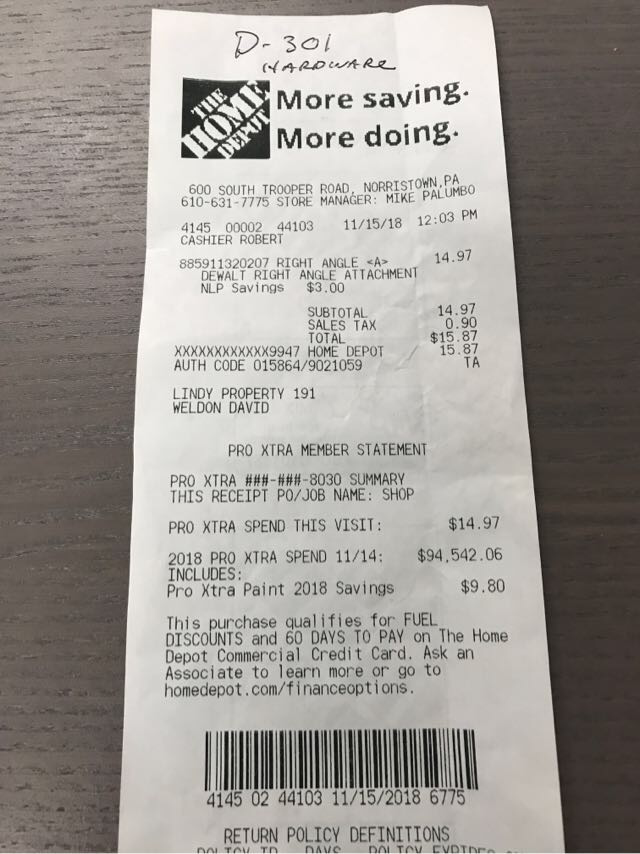 D-301
HARDWARE
THE HOME DEPOT
More saving.
More doing.
600 SOUTH TROOPER ROAD, NORRISTOWN,PA
610-631-7775 STORE MANAGER: MIKE PALUMBO
4145 00002 44103 11/15/18 12:03 PM
CASHIER ROBERT
885911320207 RIGHT ANGLE <A> 14.97
DEWALT RIGHT ANGLE ATTACHMENT
NLP Savings $3.00
SUBTOTAL 14.97
SALES TAX 0.90
TOTAL $15.87
XXXXXXXXXXXX9947 HOME DEPOT 15.87
AUTH CODE 015864/9021059 TA
LINDY PROPERTY 191
WELDON DAVID
PRO XTRA MEMBER STATEMENT
PRO XTRA ###-###-8030 SUMMARY
THIS RECEIPT PO/JOB NAME: SHOP
PRO XTRA SPEND THIS VISIT: $14.97
2018 PRO XTRA SPEND 11/14: $94,542.06
INCLUDES:
Pro Xtra Paint 2018 Savings $9.80
This purchase qualifies for FUEL
DISCOUNTS and 60 DAYS TO PAY on The Home
Depot Commercial Credit Card. Ask an
Associate to learn more or go to
homedepot.com/financeoptions.
4145 02 44103 11/15/2018 6775
RETURN POLICY DEFINITIONS
POLICY ID DAYS POLICY EXPIRES ON